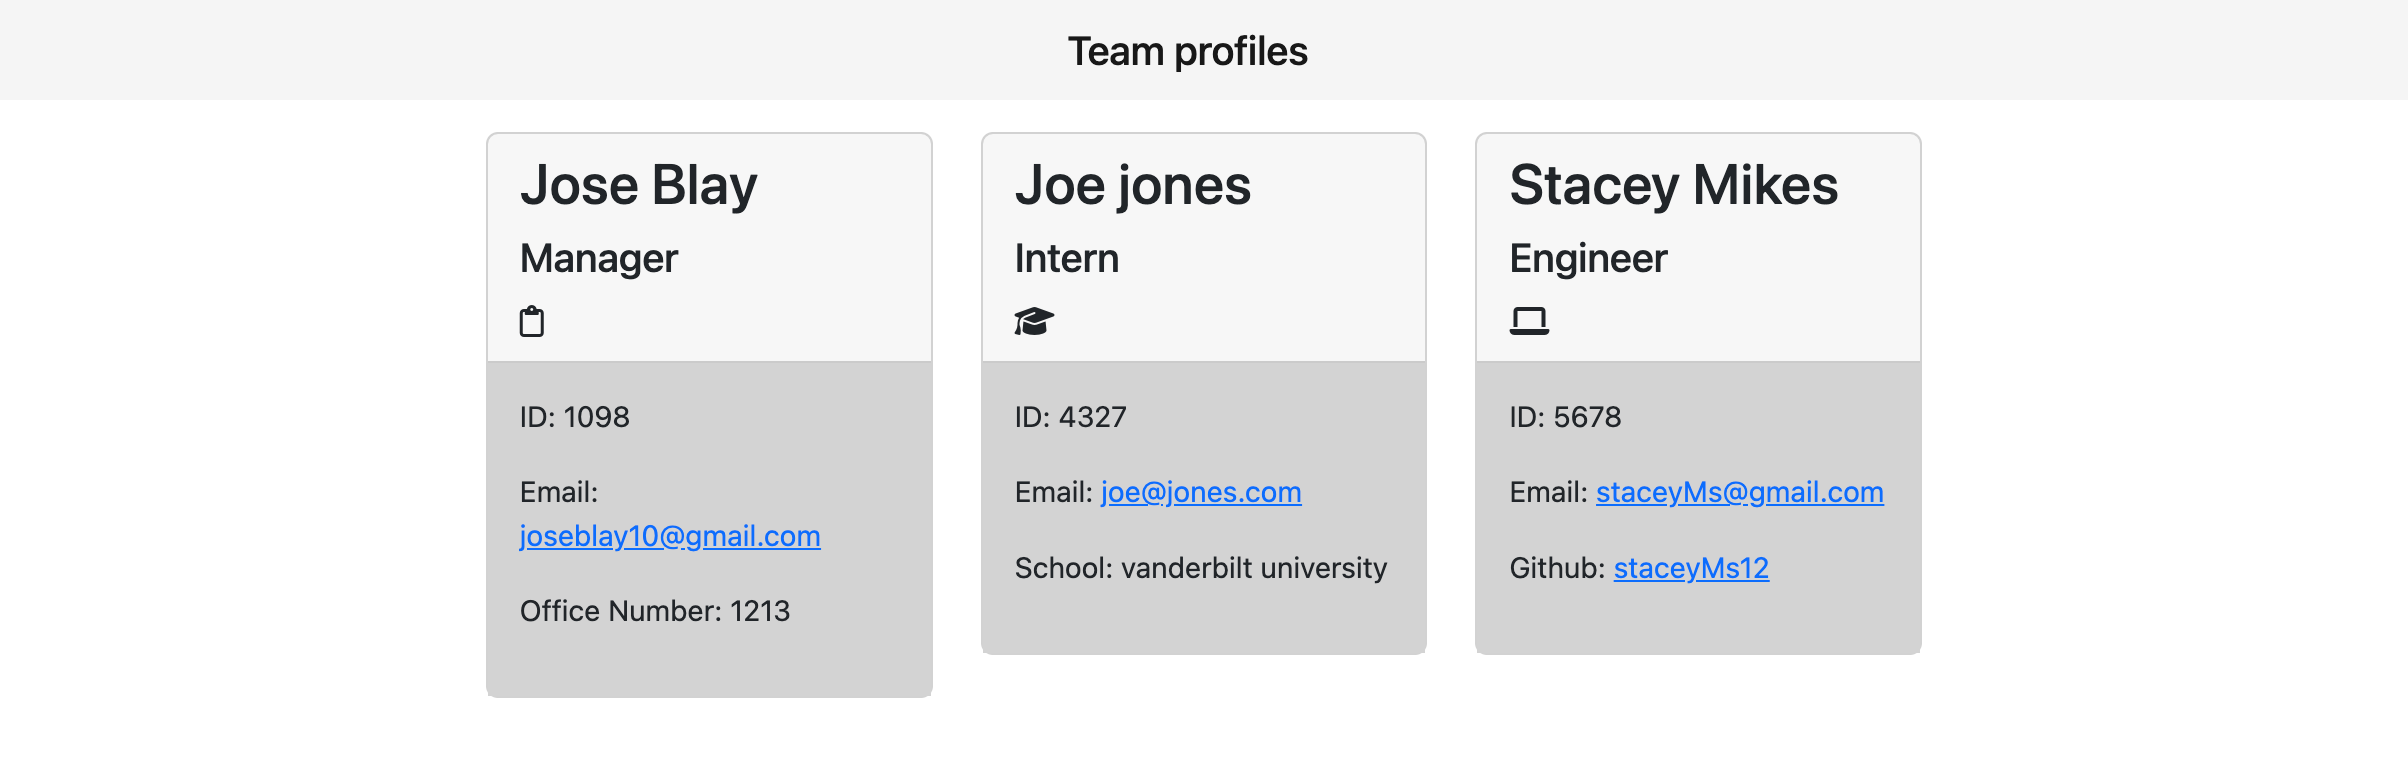 Team profiles
Jose Blay
Manager
ID: 1098
Email:
joseblay10@gmail.com
Office Number: 1213
Joe jones
Intern
ID: 4327
Email: joe@jones.com
School: vanderbilt university
Stacey Mikes
Engineer
ID: 5678
Email: staceyMs@gmail.com
Github: staceyMs12